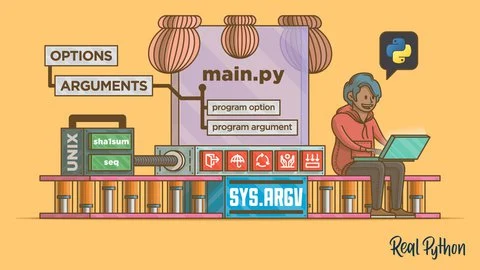 OPTIONS
ARGUMENTS
main.py
program option
program argument
UNIX
sha1sum
seq
SYS.ARGV
Real Python